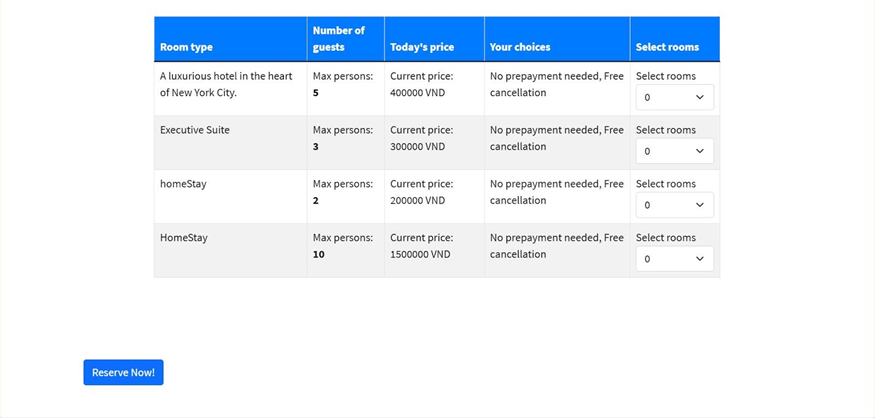 Room type
Number of
guests
Today's price
Your choices
Select rooms
A luxurious hotel in the heart
of New York City.
Max persons:
5
Current price:
400000 VND
No prepayment needed, Free
cancellation
Select rooms
0
Executive Suite
Max persons:
3
Current price:
300000 VND
No prepayment needed, Free
cancellation
Select rooms
0
homeStay
Max persons:
2
Current price:
200000 VND
No prepayment needed, Free
cancellation
Select rooms
0
HomeStay
Max persons:
10
Current price:
1500000 VND
No prepayment needed, Free
cancellation
Select rooms
0
Reserve Now!